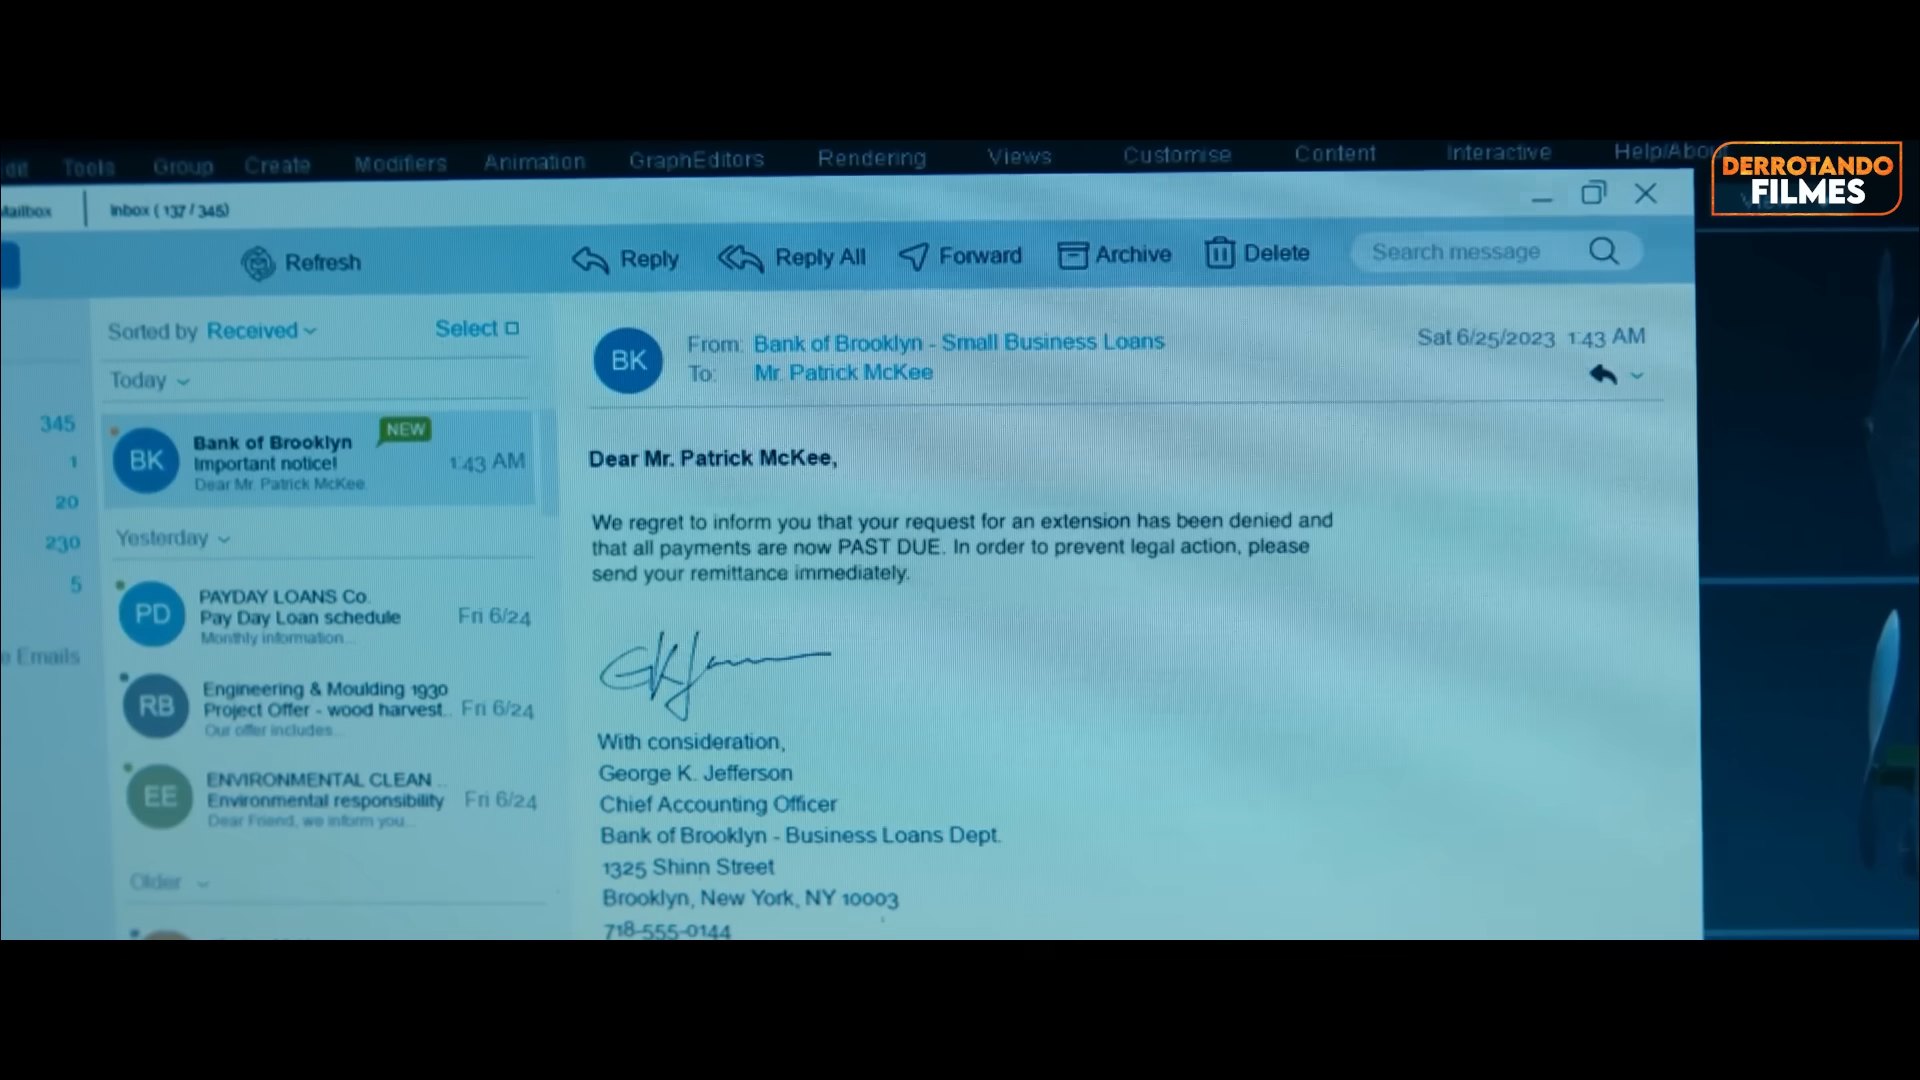 Tools Group Create Modifiers Animation GraphEditors Rendering Views Customise Content Interactive Help/Abou
DERROTANDO
FILMES
Mailbox Inbox ( 137 / 345)
Refresh Reply Reply All Forward Archive Delete Search message
Sorted by Received Select
Today
345
1
20
230
5
Emails
BK
Bank of Brooklyn NEW
Important notice! 1:43 AM
Dear Mr. Patrick McKee
Yesterday
PD
PAYDAY LOANS Co.
Pay Day Loan schedule Fri 6/24
Monthly information...
RB
Engineering & Moulding 1930
Project Offer - wood harvest.. Fri 6/24
Our offer includes...
EE
ENVIRONMENTAL CLEAN ..
Environmental responsibility Fri 6/24
Dear Friend, we inform you...
Older
BK
From: Bank of Brooklyn - Small Business Loans
To: Mr. Patrick McKee
Sat 6/25/2023 1:43 AM
Dear Mr. Patrick McKee,
We regret to inform you that your request for an extension has been denied and
that all payments are now PAST DUE. In order to prevent legal action, please
send your remittance immediately.
With consideration,
George K. Jefferson
Chief Accounting Officer
Bank of Brooklyn - Business Loans Dept.
1325 Shinn Street
Brooklyn, New York, NY 10003
718-555-0144